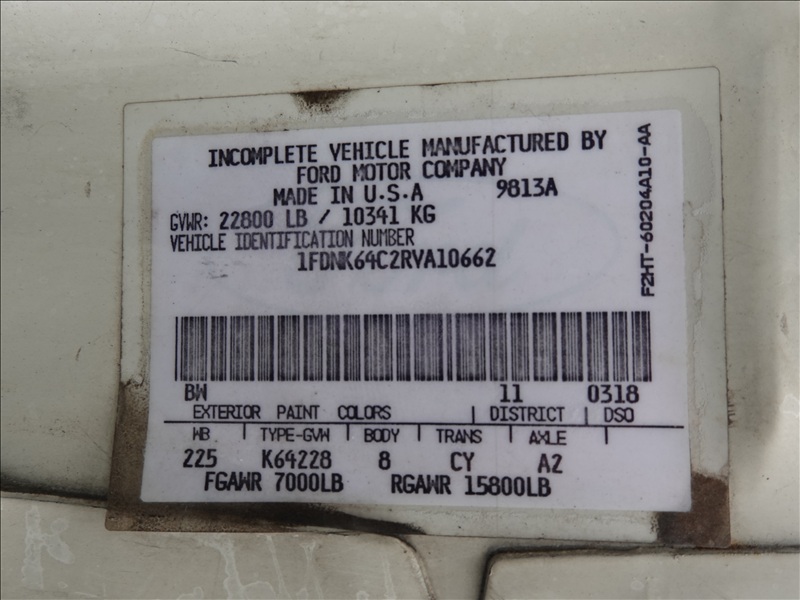 INCOMPLETE VEHICLE MANUFACTURED BY
FORD MOTOR COMPANY
MADE IN U.S.A 9813A
GVWR: 22800 LB / 10341 KG
VEHICLE IDENTIFICATION NUMBER
1FDNK64C2RVA10662
F2HT-60204A10-AA
BW 11 0318
EXTERIOR PAINT COLORS DISTRICT DSO
WB TYPE-GVW BODY TRANS AXLE
225 K64228 8 CY A2
FGAWR 7000LB RGAWR 15800LB